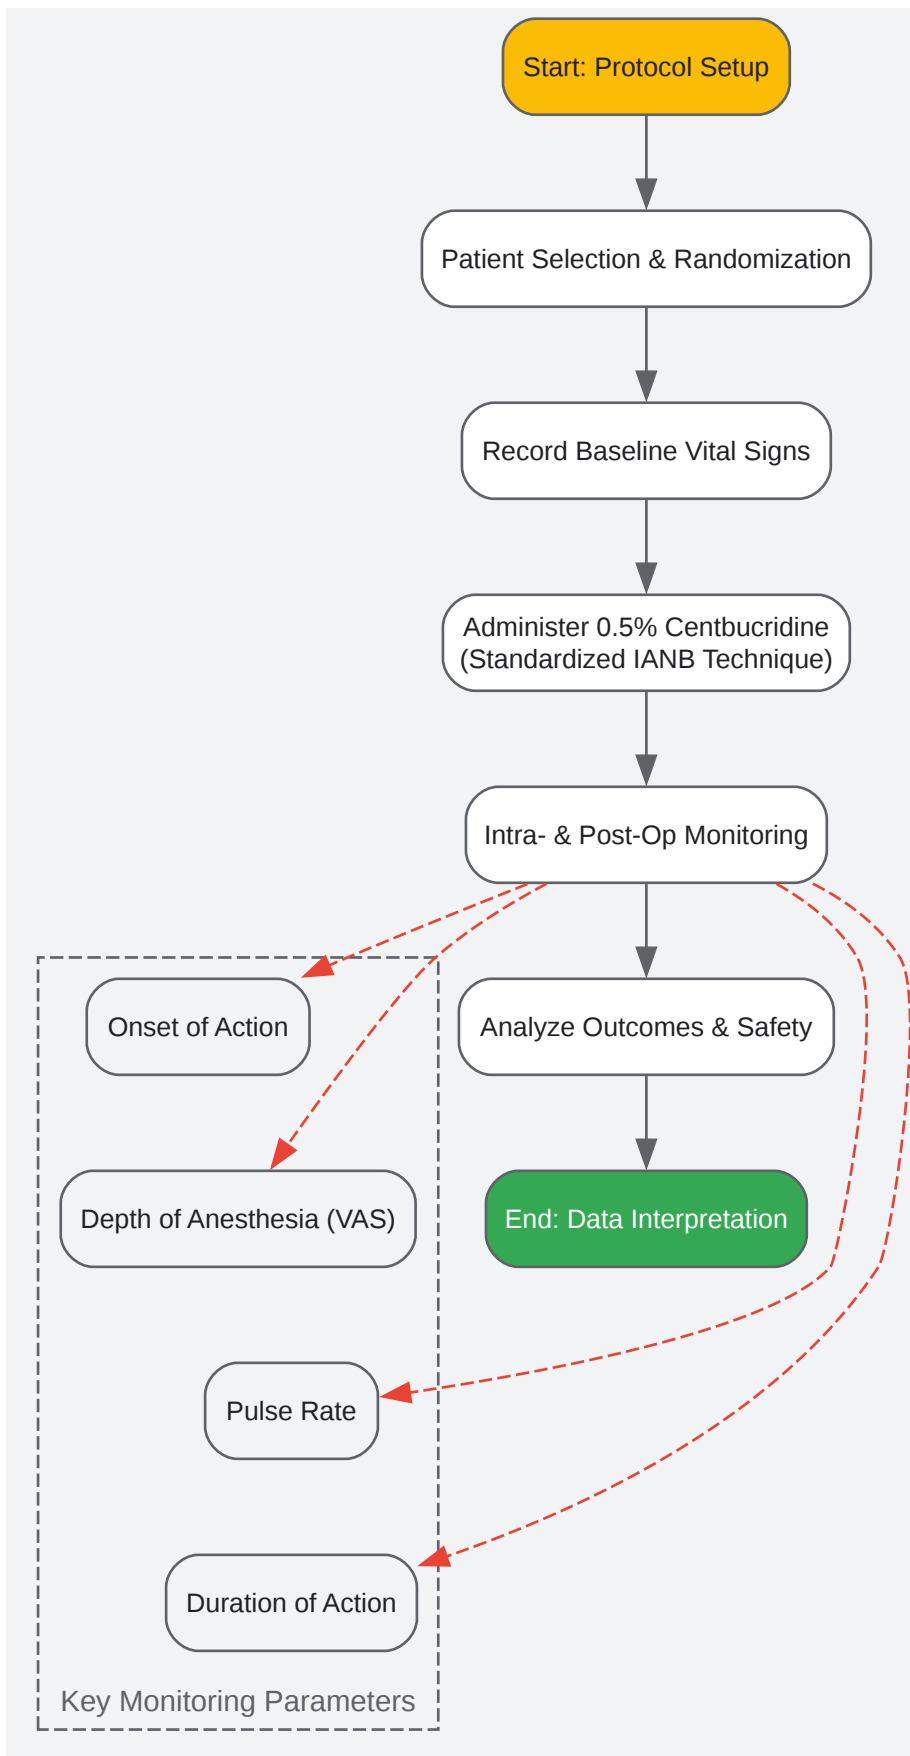 Start: Protocol Setup
Patient Selection & Randomization
Record Baseline Vital Signs
Administer 0.5% Centbucridine
(Standardized IANB Technique)
Intra- & Post-Op Monitoring
Onset of Action
Analyze Outcomes & Safety
Depth of Anesthesia (VAS)
End: Data Interpretation
Pulse Rate
Duration of Action
Key Monitoring Parameters